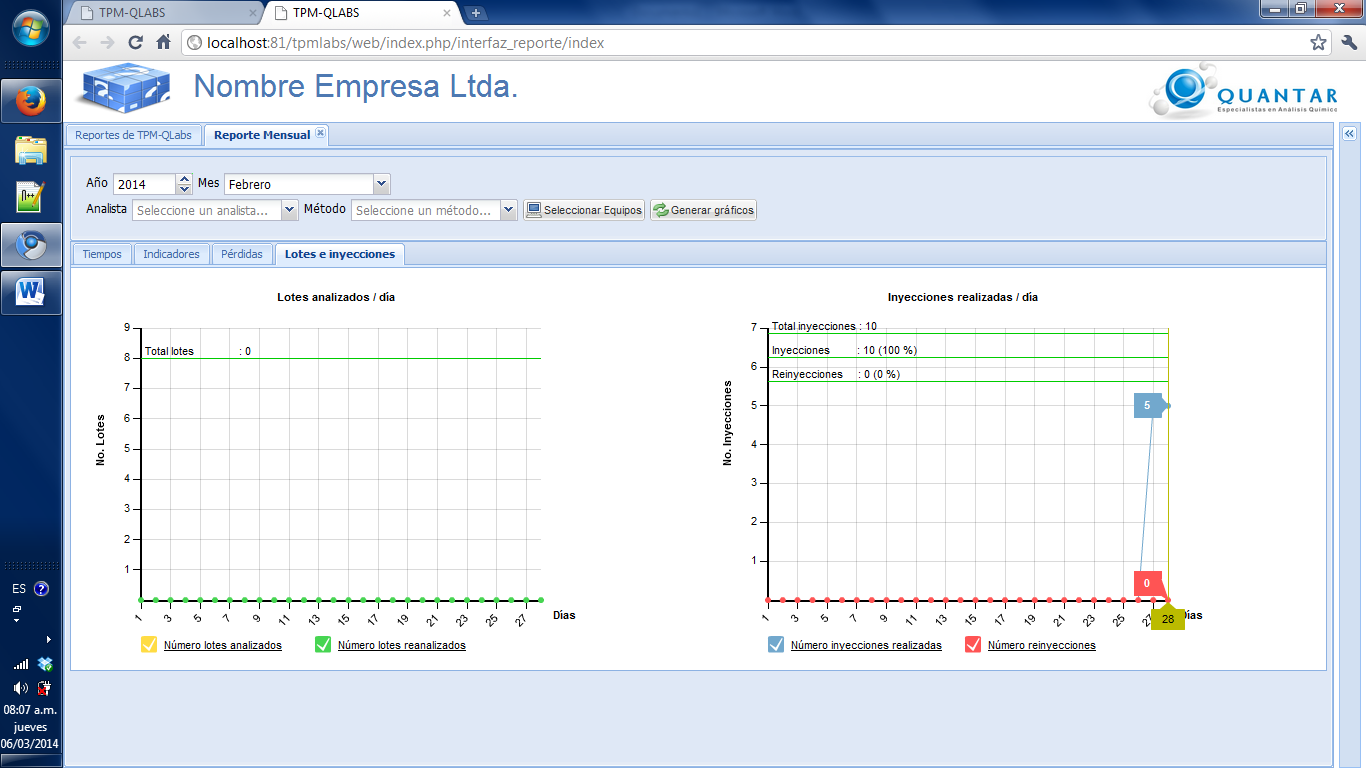 TPM-QLABS
TPM-QLABS
localhost:81/tpmlabs/web/index.php/interfaz_reporte/index
Nombre Empresa Ltda.
QUANTAR
Especialistas en Análisis Químico
Reportes de TPM-QLabs
Reporte Mensual
Año 2014 Mes Febrero
Analista Seleccione un analista... Método Seleccione un método... Seleccionar Equipos Generar gráficos
Tiempos Indicadores Pérdidas Lotes e inyecciones
Lotes analizados / día
9
8
7
6
5
4
3
2
1
Total lotes : 0
No. Lotes
1 3 5 7 9 11 13 15 17 19 21 23 25 27
Días
Número lotes analizados
Número lotes reanalizados
Inyecciones realizadas / día
7
6
5
4
3
2
1
Total inyecciones : 10
Inyecciones : 10 (100 %)
Reinyecciones : 0 (0 %)
No. Inyecciones
5
0
1 3 5 7 9 11 13 15 17 19 21 23 25
28
Número inyecciones realizadas
Número reinyecciones
N++
W
ES
?
08:07 a.m.
jueves
06/03/2014